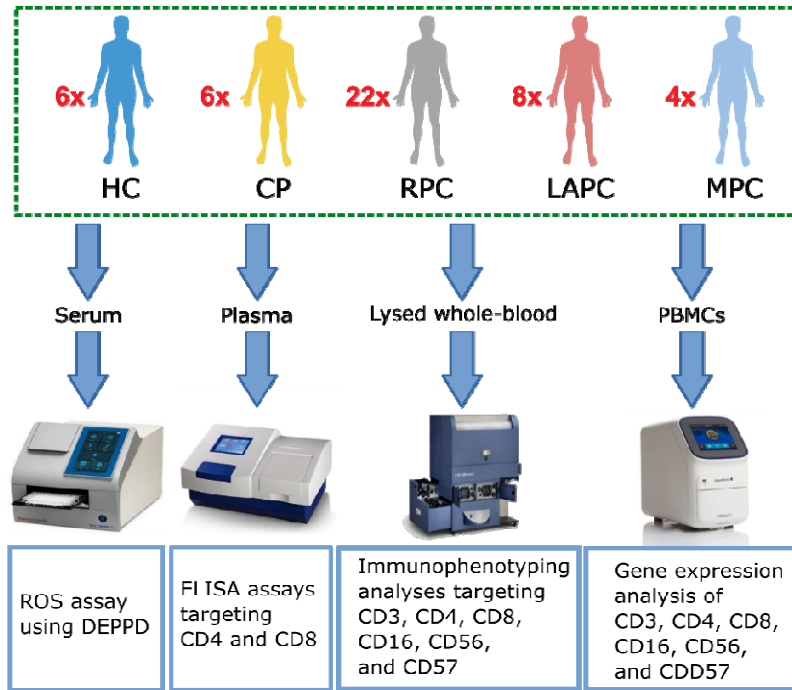 6x
6x
22x
8x
4x
HC
CP
RPC
LAPC
MPC
Serum
Plasma
Lysed whole-blood
PBMCs
ROS assay
using DEPPD
ELISA assays
targeting
CD4 and CD8
Immunophenotyping
analyses targeting
CD3, CD4, CD8,
CD16, CD56,
and CD57
Gene expression
analysis of
CD3, CD4, CD8,
CD16, CD56,
and CDD57